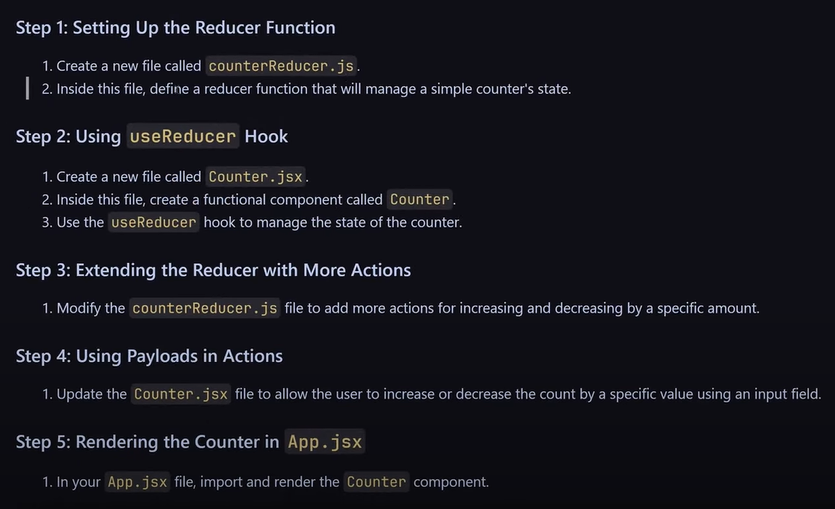 Step 1: Setting Up the Reducer Function
1. Create a new file called counterReducer.js.
2. Inside this file, define a reducer function that will manage a simple counter's state.
Step 2: Using useReducer Hook
1. Create a new file called Counter.jsx.
2. Inside this file, create a functional component called Counter.
3. Use the useReducer hook to manage the state of the counter.
Step 3: Extending the Reducer with More Actions
1. Modify the counterReducer.js file to add more actions for increasing and decreasing by a specific amount.
Step 4: Using Payloads in Actions
1. Update the Counter.jsx file to allow the user to increase or decrease the count by a specific value using an input field.
Step 5: Rendering the Counter in App.jsx
1. In your App.jsx file, import and render the Counter component.